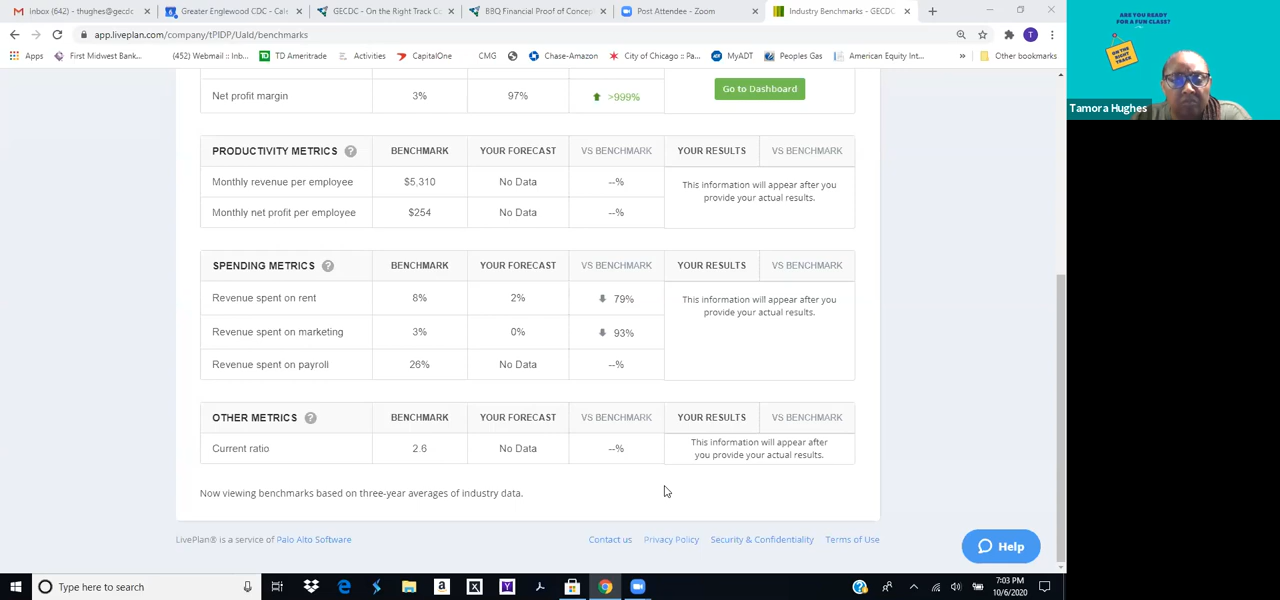 Inbox (642) - thughes@gecdc
Greater Englewood CDC - Cale
GECDC - On the Right Track Co
BBQ Financial Proof of Concep
Post Attendee - Zoom
Industry Benchmarks - GECDC
app.liveplan.com/company/tPIDP/Uald/benchmarks
T
Apps
First Midwest Bank...
(452) Webmail :: Inb...
TD Ameritrade
Activities
CapitalOne
CMG
Chase-Amazon
City of Chicago :: Pa...
MyADT
Peoples Gas
American Equity Int...
»
Other bookmarks
Net profit margin 3% 97% >999%
Go to Dashboard
PRODUCTIVITY METRICS ? BENCHMARK YOUR FORECAST VS BENCHMARK YOUR RESULTS VS BENCHMARK
Monthly revenue per employee $5,310 No Data --%
This information will appear after you
provide your actual results.
Monthly net profit per employee $254 No Data --%
SPENDING METRICS ? BENCHMARK YOUR FORECAST VS BENCHMARK YOUR RESULTS VS BENCHMARK
Revenue spent on rent 8% 2% 79%
This information will appear after you
provide your actual results.
Revenue spent on marketing 3% 0% 93%
Revenue spent on payroll 26% No Data --%
OTHER METRICS ? BENCHMARK YOUR FORECAST VS BENCHMARK YOUR RESULTS VS BENCHMARK
Current ratio 2.6 No Data --%
This information will appear after
you provide your actual results.
Now viewing benchmarks based on three-year averages of industry data.
LivePlan® is a service of Palo Alto Software
Contact us Privacy Policy Security & Confidentiality Terms of Use
Help
Type here to search
7:03 PM
10/6/2020
ARE YOU READY
FOR A FUN CLASS?
ON THE
RIGHT
TRACK
Tamora Hughes